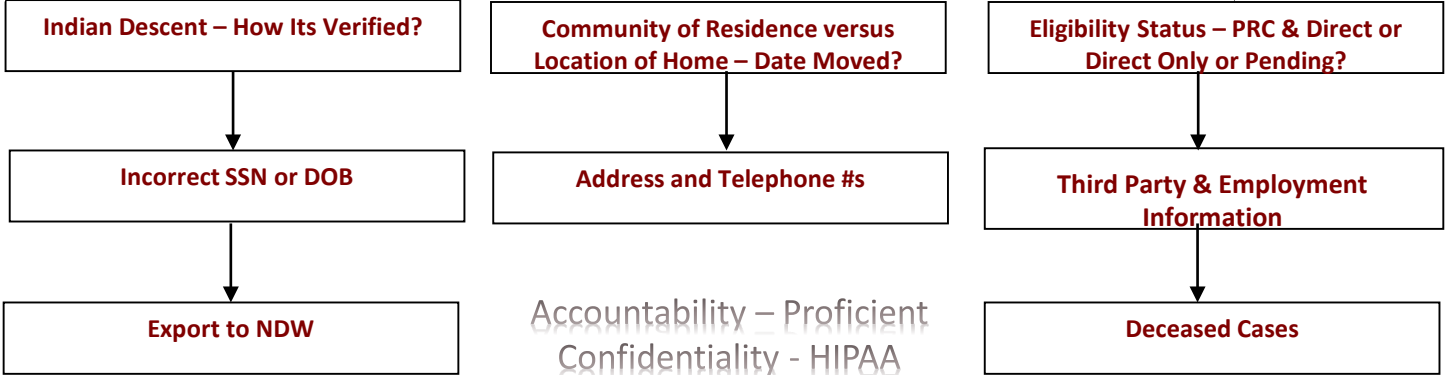 Indian Descent – How Its Verified?
Community of Residence versus
Location of Home – Date Moved?
Eligibility Status – PRC & Direct or
Direct Only or Pending?
Incorrect SSN or DOB
Address and Telephone #s
Third Party & Employment
Information
Export to NDW
Accountability – Proficient
Confidentiality - HIPAA
Deceased Cases